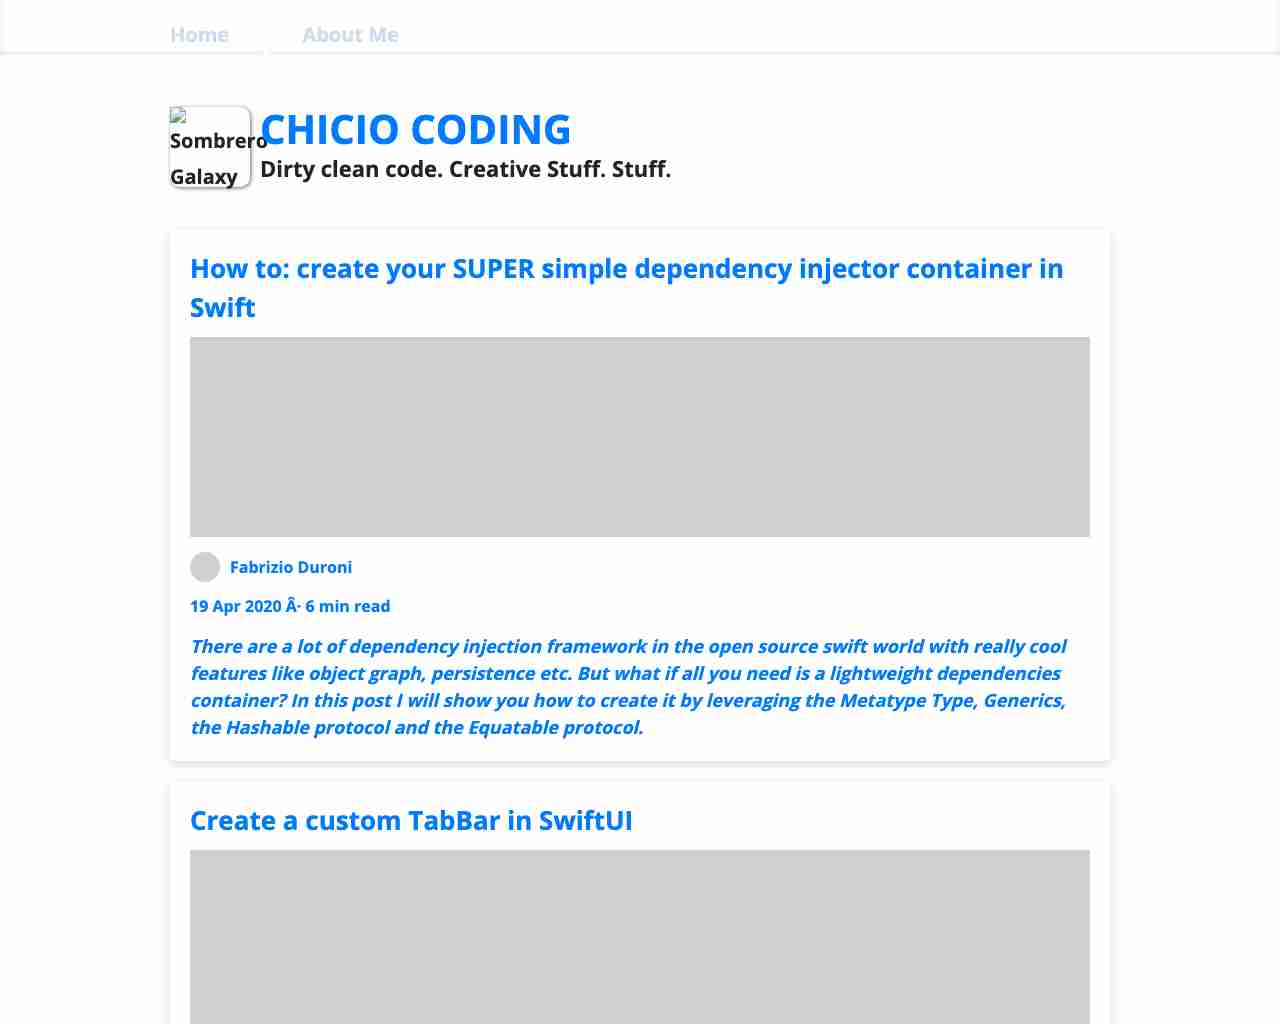 Home About Me
Sombrero
Galaxy
CHICIO CODING
Dirty clean code. Creative Stuff. Stuff.
How to: create your SUPER simple dependency injector container in
Swift
Fabrizio Duroni
19 Apr 2020 Â· 6 min read
There are a lot of dependency injection framework in the open source swift world with really cool
features like object graph, persistence etc. But what if all you need is a lightweight dependencies
container? In this post I will show you how to create it by leveraging the Metatype Type, Generics,
the Hashable protocol and the Equatable protocol.
Create a custom TabBar in SwiftUI